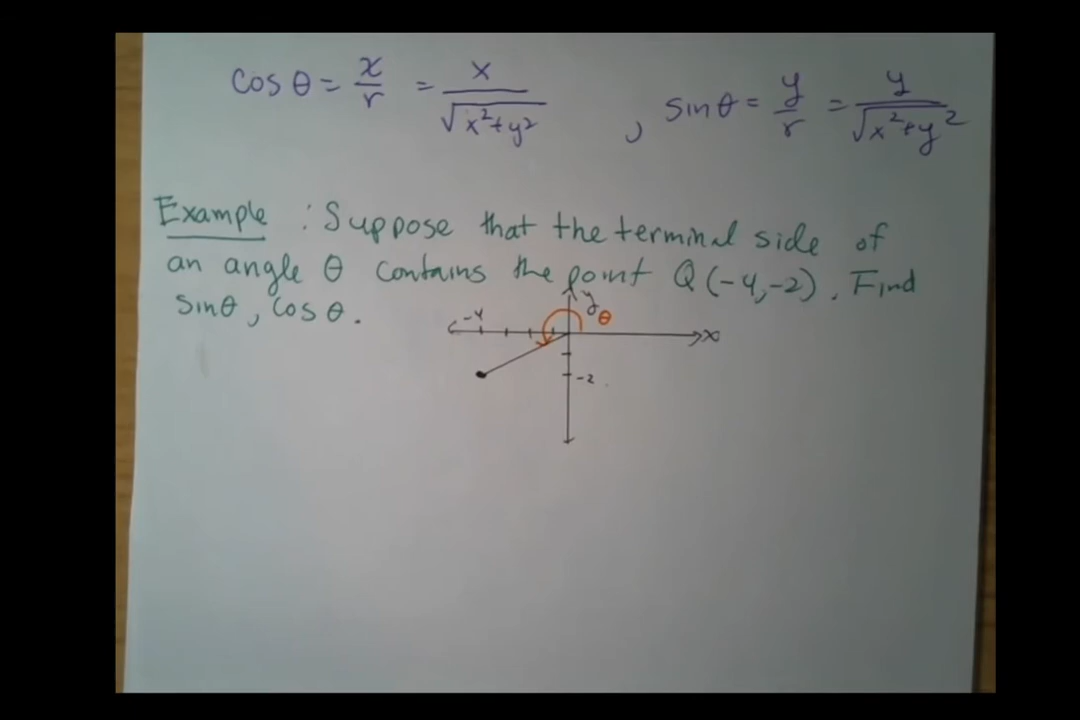 cos θ = x/r = x/√x²+y² , sin θ = y/r = y/√x²+y²
Example : Suppose that the terminal side of
an angle θ contains the point Q (-4,-2). Find
sinθ, cos θ.
y
θ
-4
x
-2